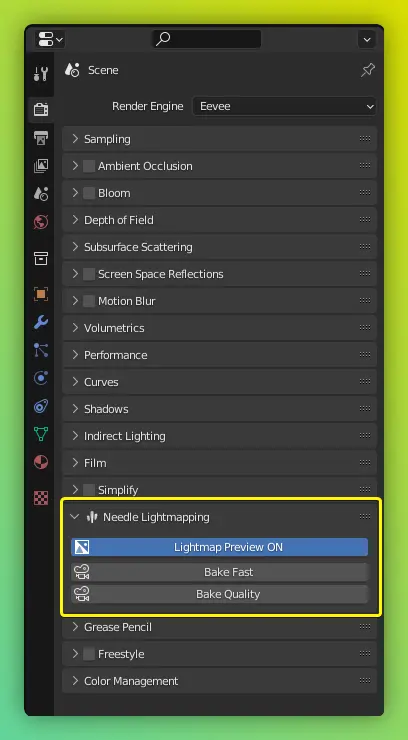 Scene
Render Engine Eevee
Sampling
Ambient Occlusion
Bloom
Depth of Field
Subsurface Scattering
Screen Space Reflections
Motion Blur
Volumetrics
Performance
Curves
Shadows
Indirect Lighting
Film
Simplify
Needle Lightmapping
Lightmap Preview ON
Bake Fast
Bake Quality
Grease Pencil
Freestyle
Color Management